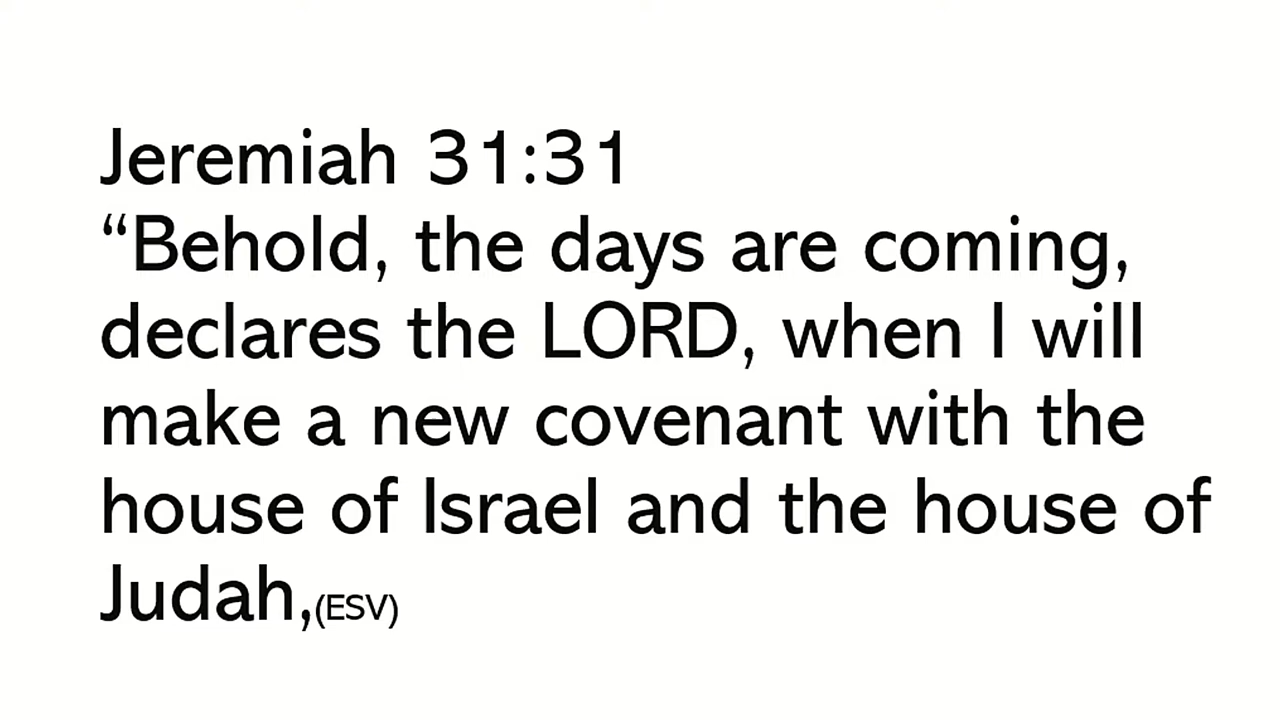 Jeremiah 31:31
“Behold, the days are coming,
declares the LORD, when I will
make a new covenant with the
house of Israel and the house of
Judah,(ESV)